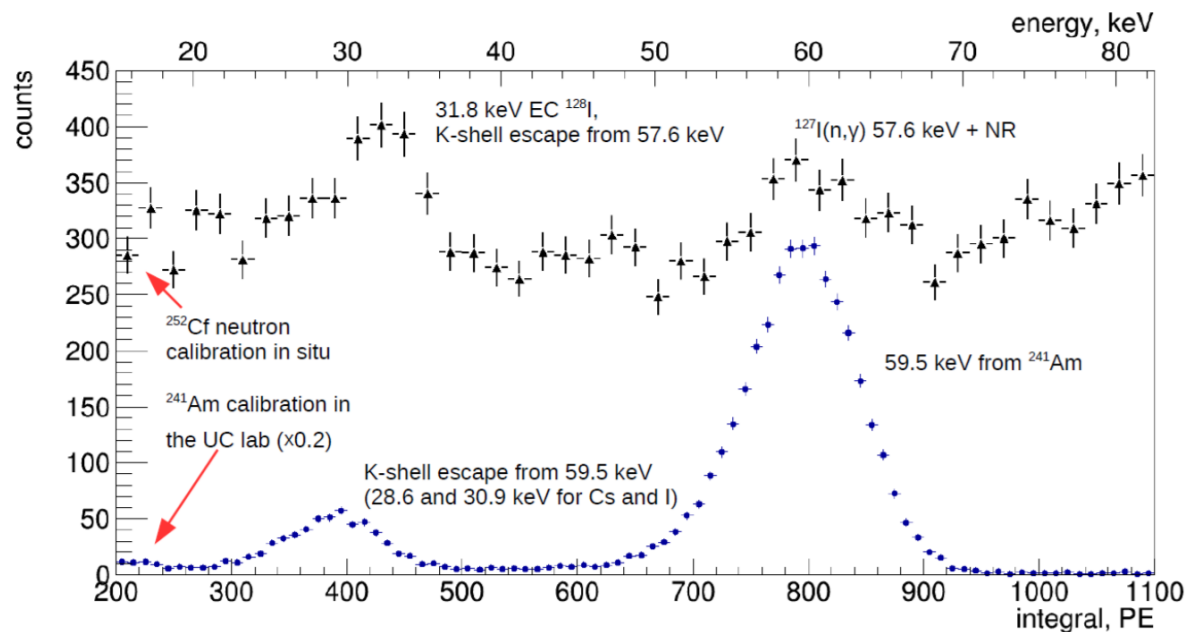 energy, keV
20 30 40 50 60 70 80
counts
450
400
350
300
250
200
150
100
50
0
31.8 keV EC ¹²⁸I,
K-shell escape from 57.6 keV
¹²⁷I(n,γ) 57.6 keV + NR
²⁵²Cf neutron
calibration in situ
59.5 keV from ²⁴¹Am
²⁴¹Am calibration in
the UC lab (×0.2)
K-shell escape from 59.5 keV
(28.6 and 30.9 keV for Cs and I)
200 300 400 500 600 700 800 900 1000 1100
integral, PE